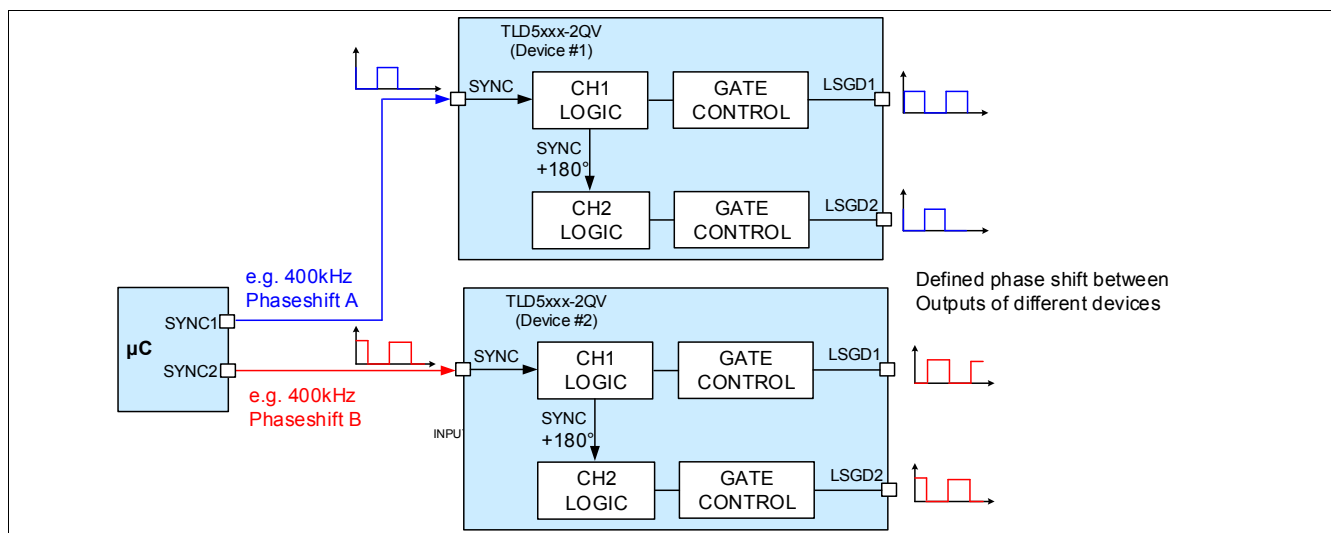 TLD5xxx-2QV
(Device #1)
SYNC
CH1
LOGIC
GATE
CONTROL
LSGD1
SYNC
+180°
CH2
LOGIC
GATE
CONTROL
LSGD2
e.g. 400kHz
Phaseshift A
µC
SYNC1
SYNC2
e.g. 400kHz
Phaseshift B
Defined phase shift between
Outputs of different devices
TLD5xxx-2QV
(Device #2)
SYNC
CH1
LOGIC
GATE
CONTROL
LSGD1
INPUT
SYNC
+180°
CH2
LOGIC
GATE
CONTROL
LSGD2